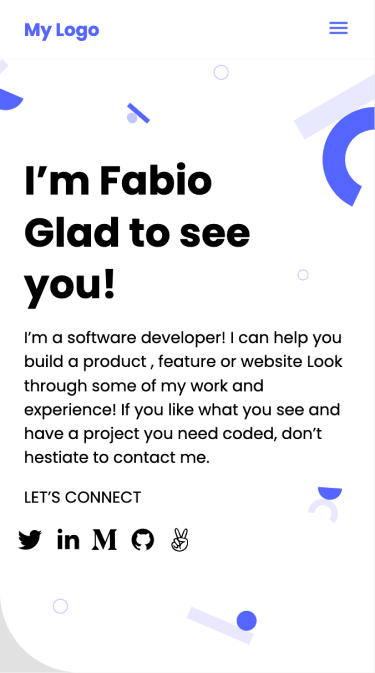 My Logo
I’m Fabio
Glad to see
you!
I’m a software developer! I can help you
build a product , feature or website Look
through some of my work and
experience! If you like what you see and
have a project you need coded, don’t
hestiate to contact me.
LET’S CONNECT